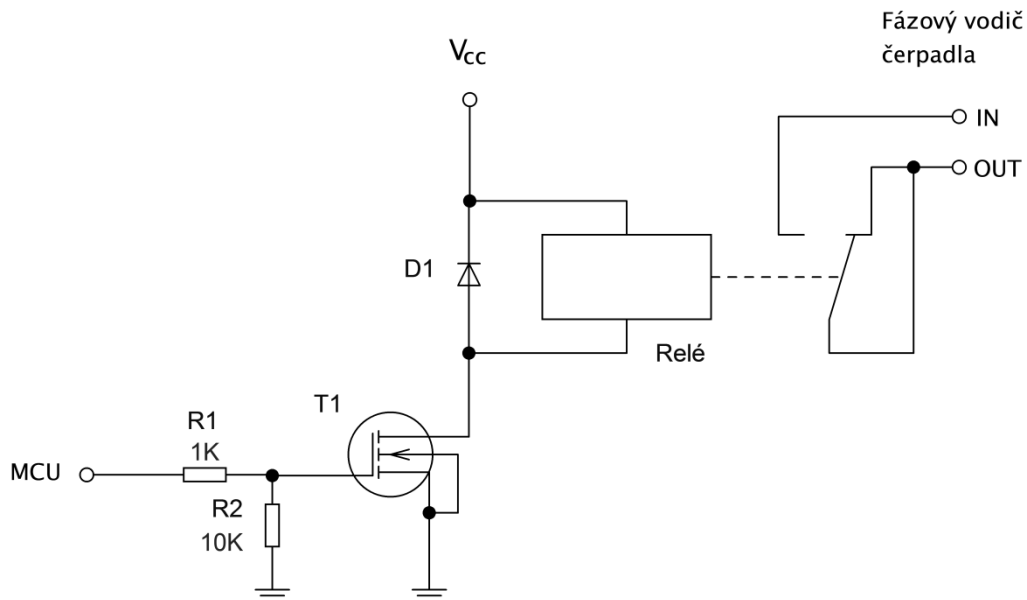 Fázový vodič
čerpadla
Vcc
IN
OUT
D1
Relé
T1
R1
1K
MCU
R2
10K